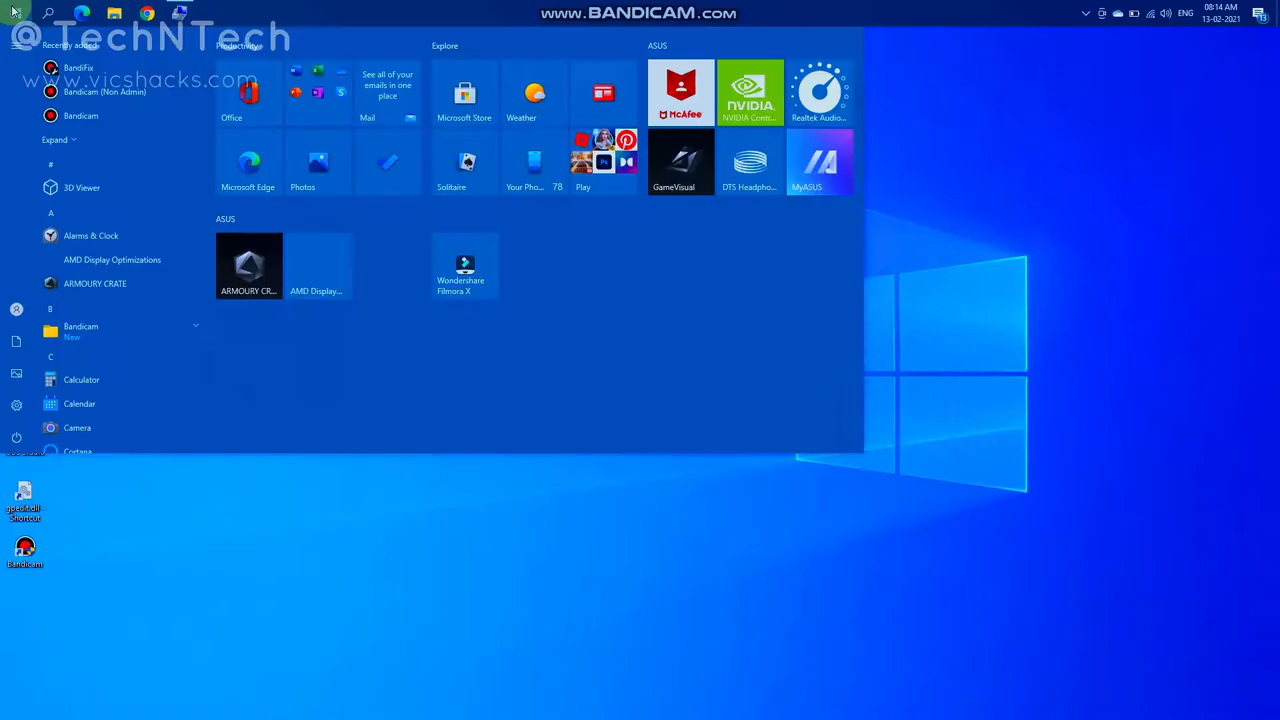 www.BANDICAM.com
08:14 AM
ENG
13-02-2021
13
@TechNTech
www.vicshacks.com
Recently added
BandiFix
Bandicam (Non Admin)
Bandicam
Expand
#
3D Viewer
A
Alarms & Clock
AMD Display Optimizations
ARMOURY CRATE
B
Bandicam
New
C
Calculator
Calendar
Camera
Cortana
Productivity
Office
See all of your
emails in one
place
Mail
Microsoft Edge
Photos
Explore
Microsoft Store
Weather
Solitaire
Your Pho...
78
Play
ASUS
McAfee
NVIDIA
NVIDIA Contr...
Realtek Audio...
GameVisual
DTS Headpho...
MyASUS
ASUS
ARMOURY CR...
AMD Display...
Wondershare
Filmora X
gpedit.dll -
Shortcut
Bandicam